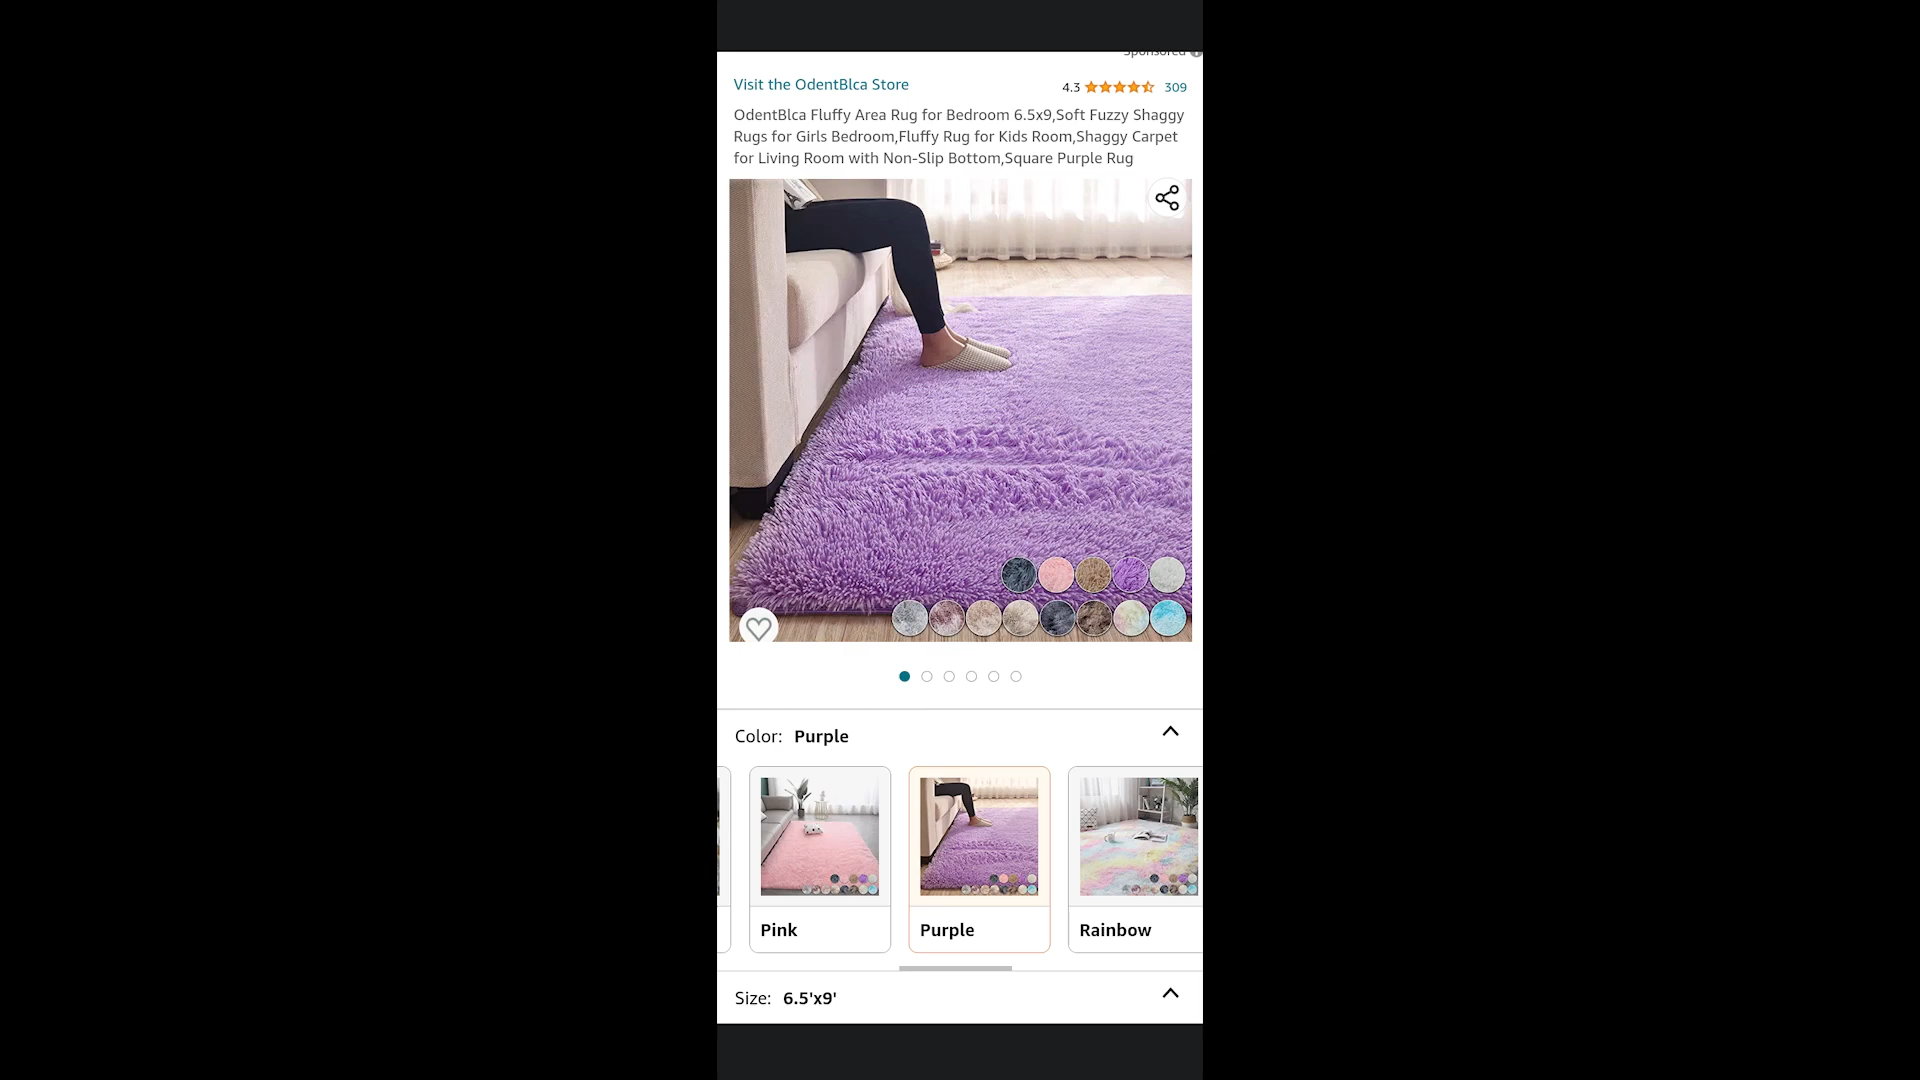 Sponsored
Visit the OdentBlca Store
4.3 309
OdentBlca Fluffy Area Rug for Bedroom 6.5x9,Soft Fuzzy Shaggy
Rugs for Girls Bedroom,Fluffy Rug for Kids Room,Shaggy Carpet
for Living Room with Non-Slip Bottom,Square Purple Rug
Color: Purple
Pink
Purple
Rainbow
Size: 6.5'x9'